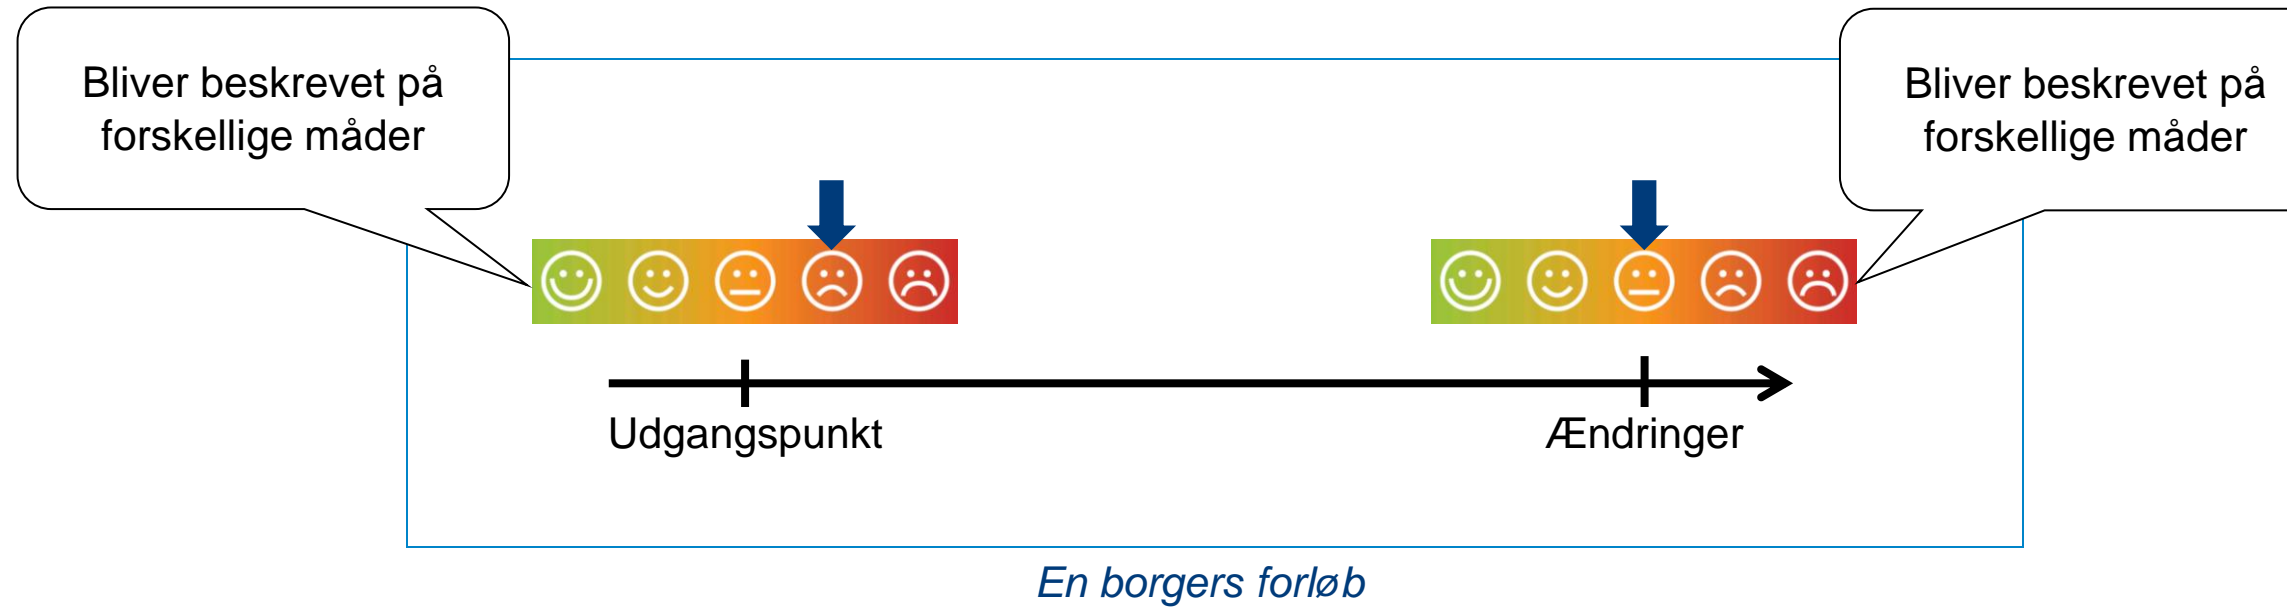 Bliver beskrevet på
forskellige måder
Bliver beskrevet på
forskellige måder
Udgangspunkt
Ændringer
En borgers forløb